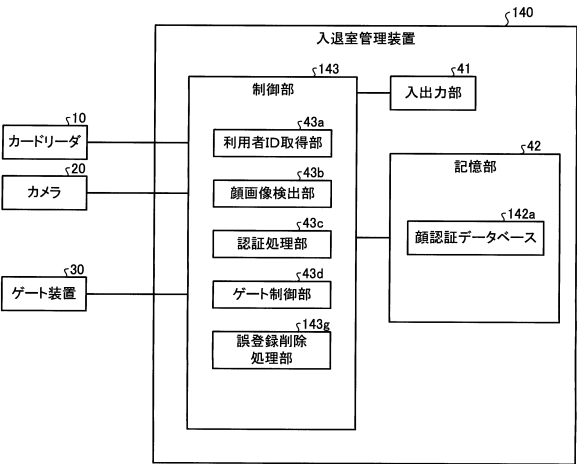 140
入退室管理装置
143
制御部
41
入出力部
10
カードリーダ
43a
利用者ID取得部
42
記憶部
20
カメラ
43b
顔画像検出部
142a
顔認証データベース
43c
認証処理部
30
ゲート装置
43d
ゲート制御部
143g
誤登録削除
処理部